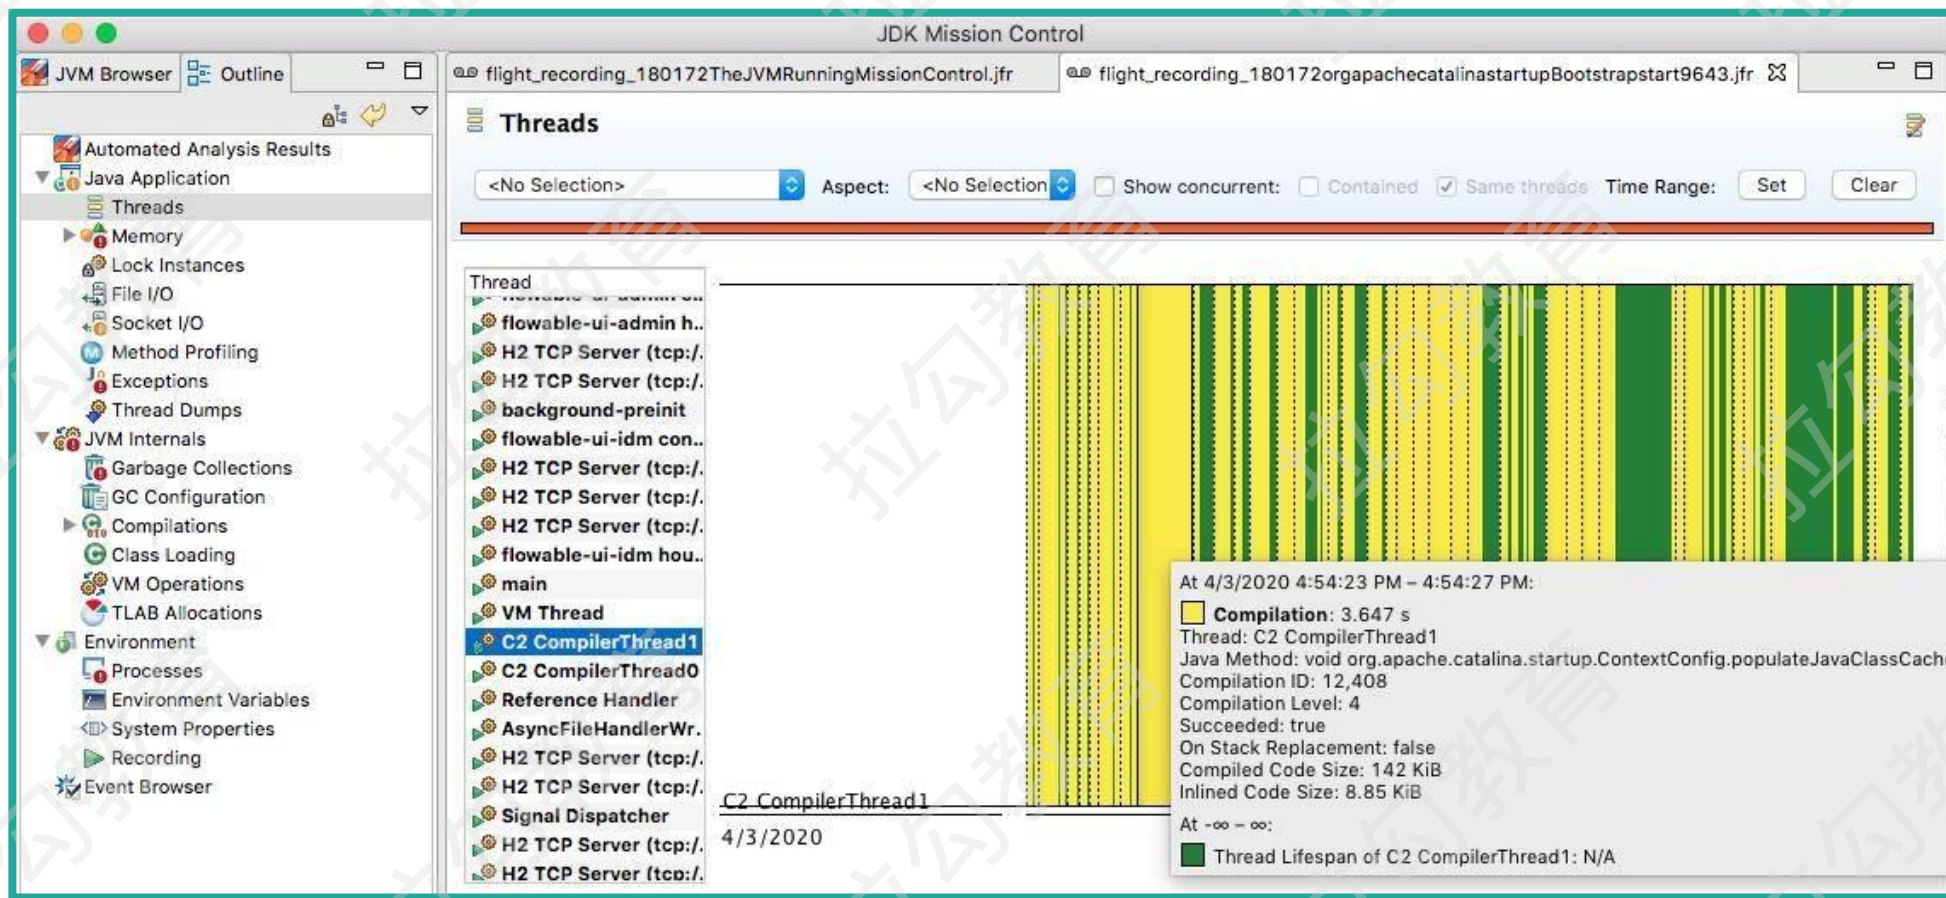 JDK Mission Control
JVM Browser
Outline
flight_recording_180172TheJVMRunningMissionControl.jfr
flight_recording_180172orgapachecatalinastartupBootstrapstart9643.jfr
Automated Analysis Results
Java Application
Threads
Memory
Lock Instances
File I/O
Socket I/O
Method Profiling
Exceptions
Thread Dumps
JVM Internals
Garbage Collections
GC Configuration
Compilations
Class Loading
VM Operations
TLAB Allocations
Environment
Processes
Environment Variables
System Properties
Recording
Event Browser
Threads
<No Selection> Aspect: <No Selection Show concurrent: Contained Same threads Time Range: Set Clear
Thread
flowable-ui-admin h..
H2 TCP Server (tcp:/.
H2 TCP Server (tcp:/.
background-preinit
flowable-ui-idm con..
H2 TCP Server (tcp:/.
H2 TCP Server (tcp:/.
H2 TCP Server (tcp:/.
flowable-ui-idm hou..
main
VM Thread
C2 CompilerThread1
C2 CompilerThread0
Reference Handler
AsyncFileHandlerWr.
H2 TCP Server (tcp:/.
H2 TCP Server (tcp:/.
Signal Dispatcher
H2 TCP Server (tcp:/.
H2 TCP Server (tcp:/.
C2 CompilerThread1
4/3/2020
At 4/3/2020 4:54:23 PM – 4:54:27 PM:
Compilation: 3.647 s
Thread: C2 CompilerThread1
Java Method: void org.apache.catalina.startup.ContextConfig.populateJavaClassCach
Compilation ID: 12,408
Compilation Level: 4
Succeeded: true
On Stack Replacement: false
Compiled Code Size: 142 KiB
Inlined Code Size: 8.85 KiB
At -∞ – ∞:
Thread Lifespan of C2 CompilerThread1: N/A
拉勾教育